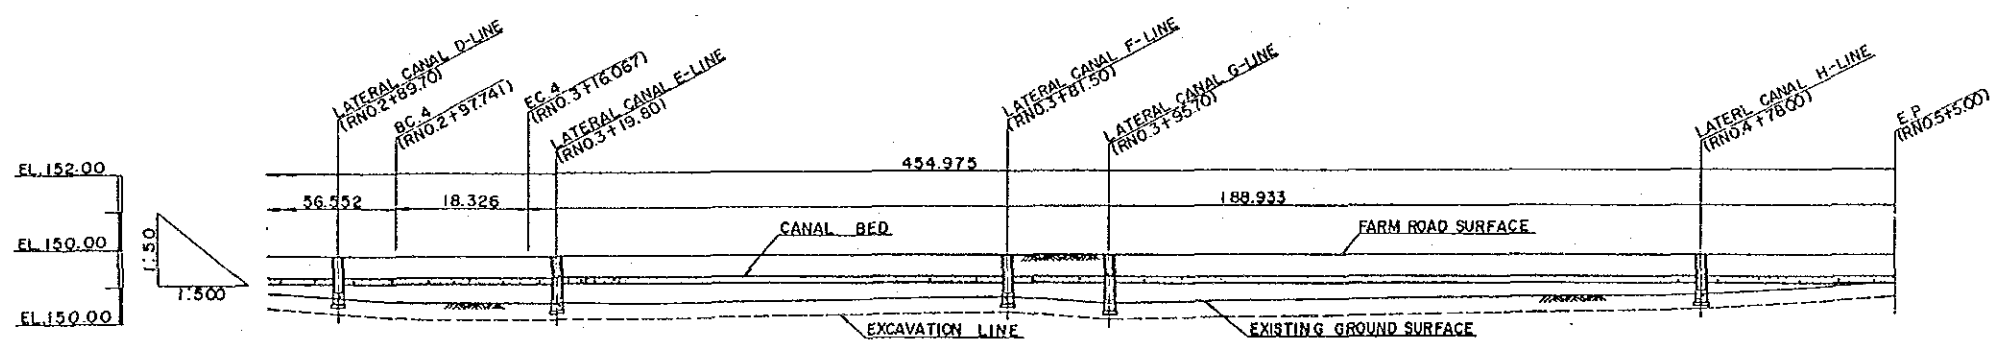 LATERAL CANAL D-LINE
(RNO.2+89.70)
BC.4
(RNO.2+97.741)
EC.4
(RNO.3+16.067)
LATERAL CANAL E-LINE
(RNO.3+19.80)
LATERAL CANAL F-LINE
(RNO.3+81.50)
LATERAL CANAL G-LINE
(RNO.3+95.70)
LATERL CANAL H-LINE
(RNO.4+78.00)
E.P
(RNO.5+5.00)
EL.152.00
454.975
56.552
18.326
188.933
EL.150.00
1:50
1:500
CANAL BED
FARM ROAD SURFACE
EL.150.00
EXCAVATION LINE
EXISTING GROUND SURFACE